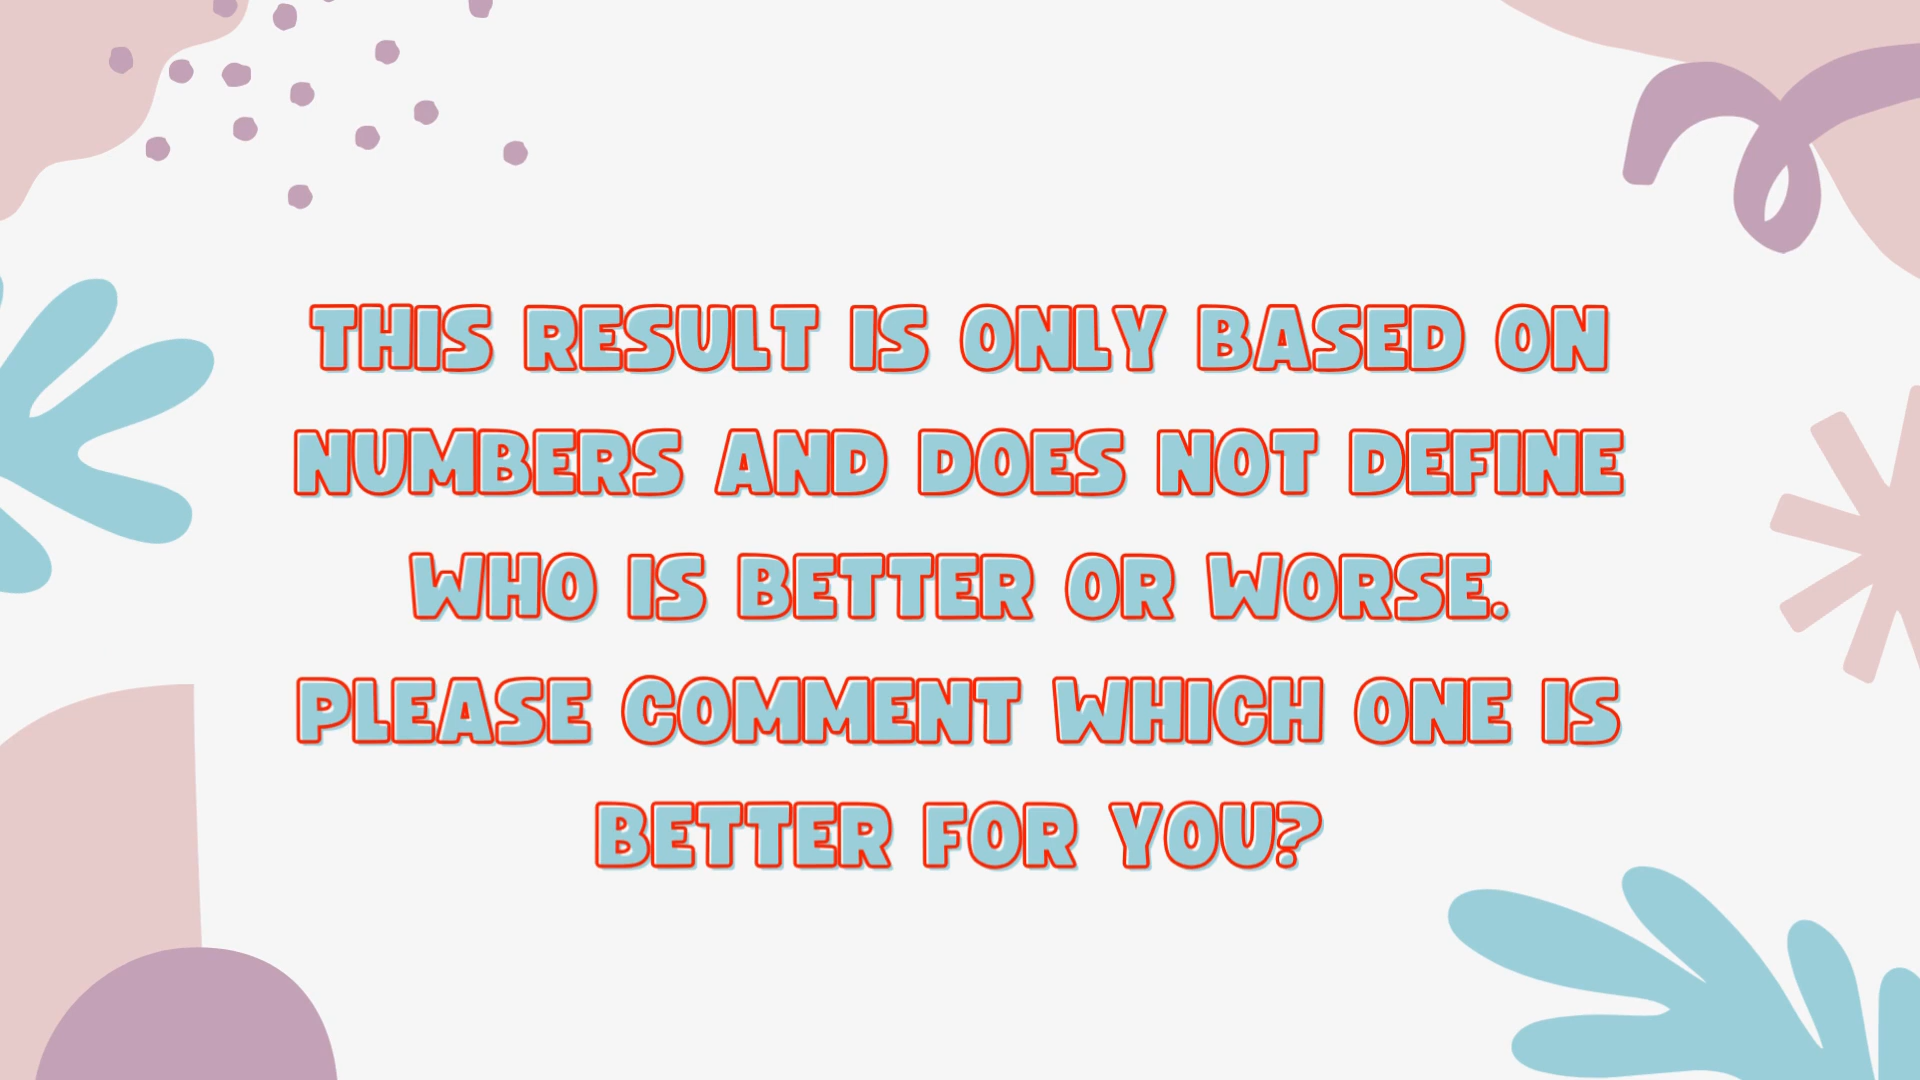 THIS RESULT IS ONLY BASED ON
NUMBERS AND DOES NOT DEFINE
WHO IS BETTER OR WORSE.
PLEASE COMMENT WHICH ONE IS
BETTER FOR YOU?